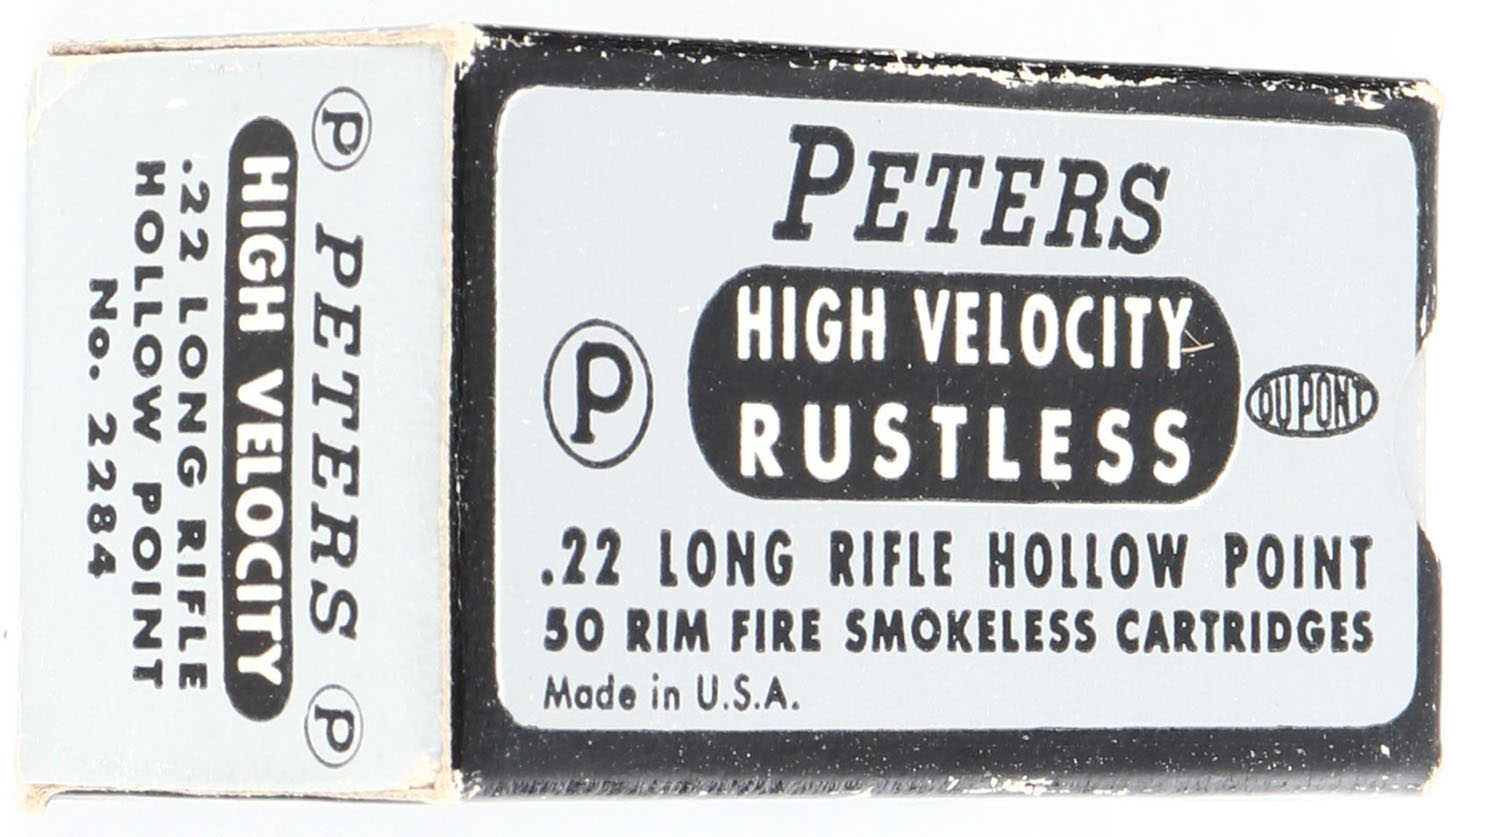 P PETERS P
HIGH VELOCITY
.22 LONG RIFLE
HOLLOW POINT
No. 2284
PETERS
HIGH VELOCITY
RUSTLESS
P
DU PONT
.22 LONG RIFLE HOLLOW POINT
50 RIM FIRE SMOKELESS CARTRIDGES
Made in U.S.A.